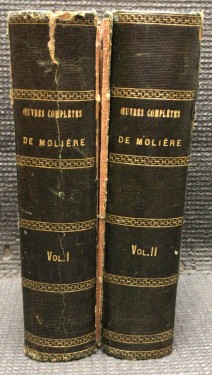 ŒUVRES COMPLÈTES
DE MOLIÈRE
VOL. I
ŒUVRES COMPLÈTES
DE MOLIÈRE
VOL. II